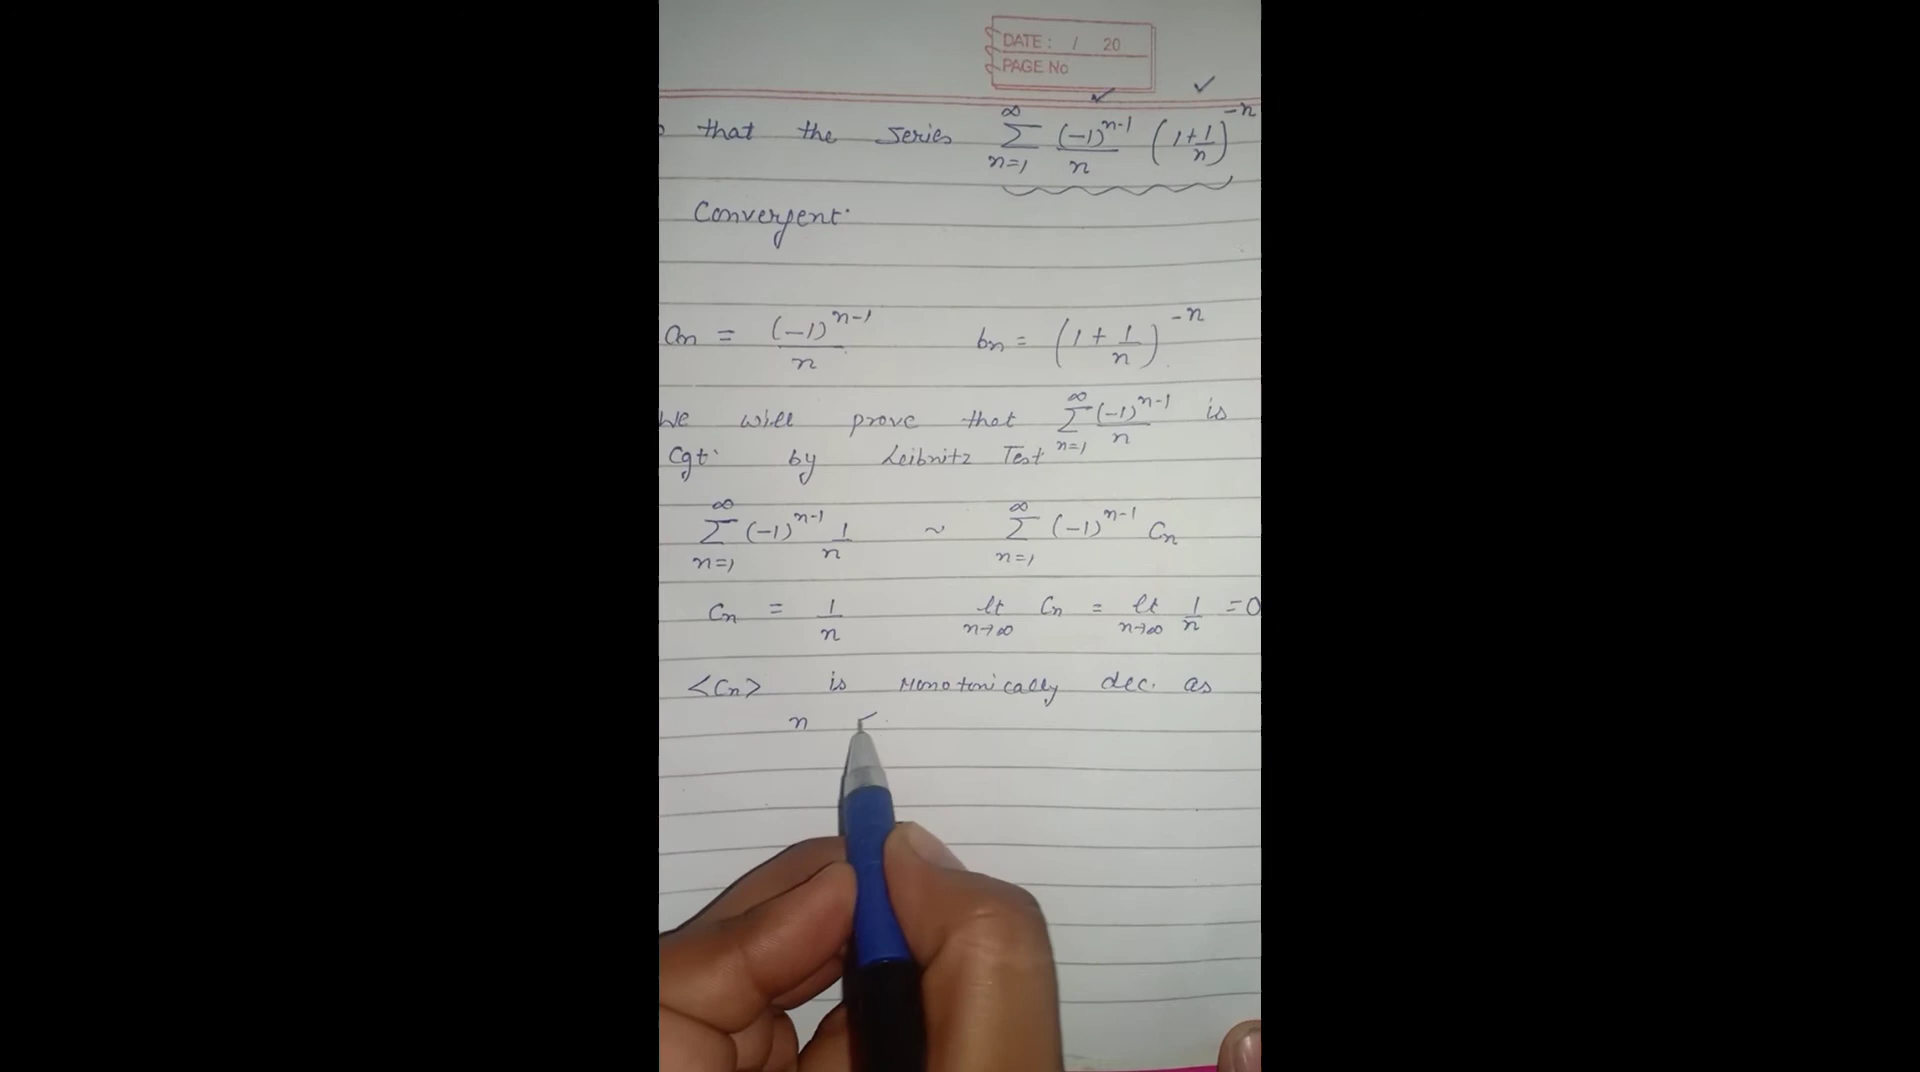 DATE : / 20
PAGE No
that the series ∞∑n=1 (-1)^(n-1)/n (1+1/n)^(-n)
Convergent.
an = (-1)^(n-1)/n bn = (1 + 1/n)^(-n)
We will prove that ∞∑n=1 (-1)^(n-1)/n is
Cgt. by Leibnitz Test
∞∑n=1 (-1)^(n-1) 1/n ~ ∞∑n=1 (-1)^(n-1) Cn
Cn = 1/n lt n→∞ Cn = lt n→∞ 1/n = 0
<Cn> is Monotonically dec. as
n <